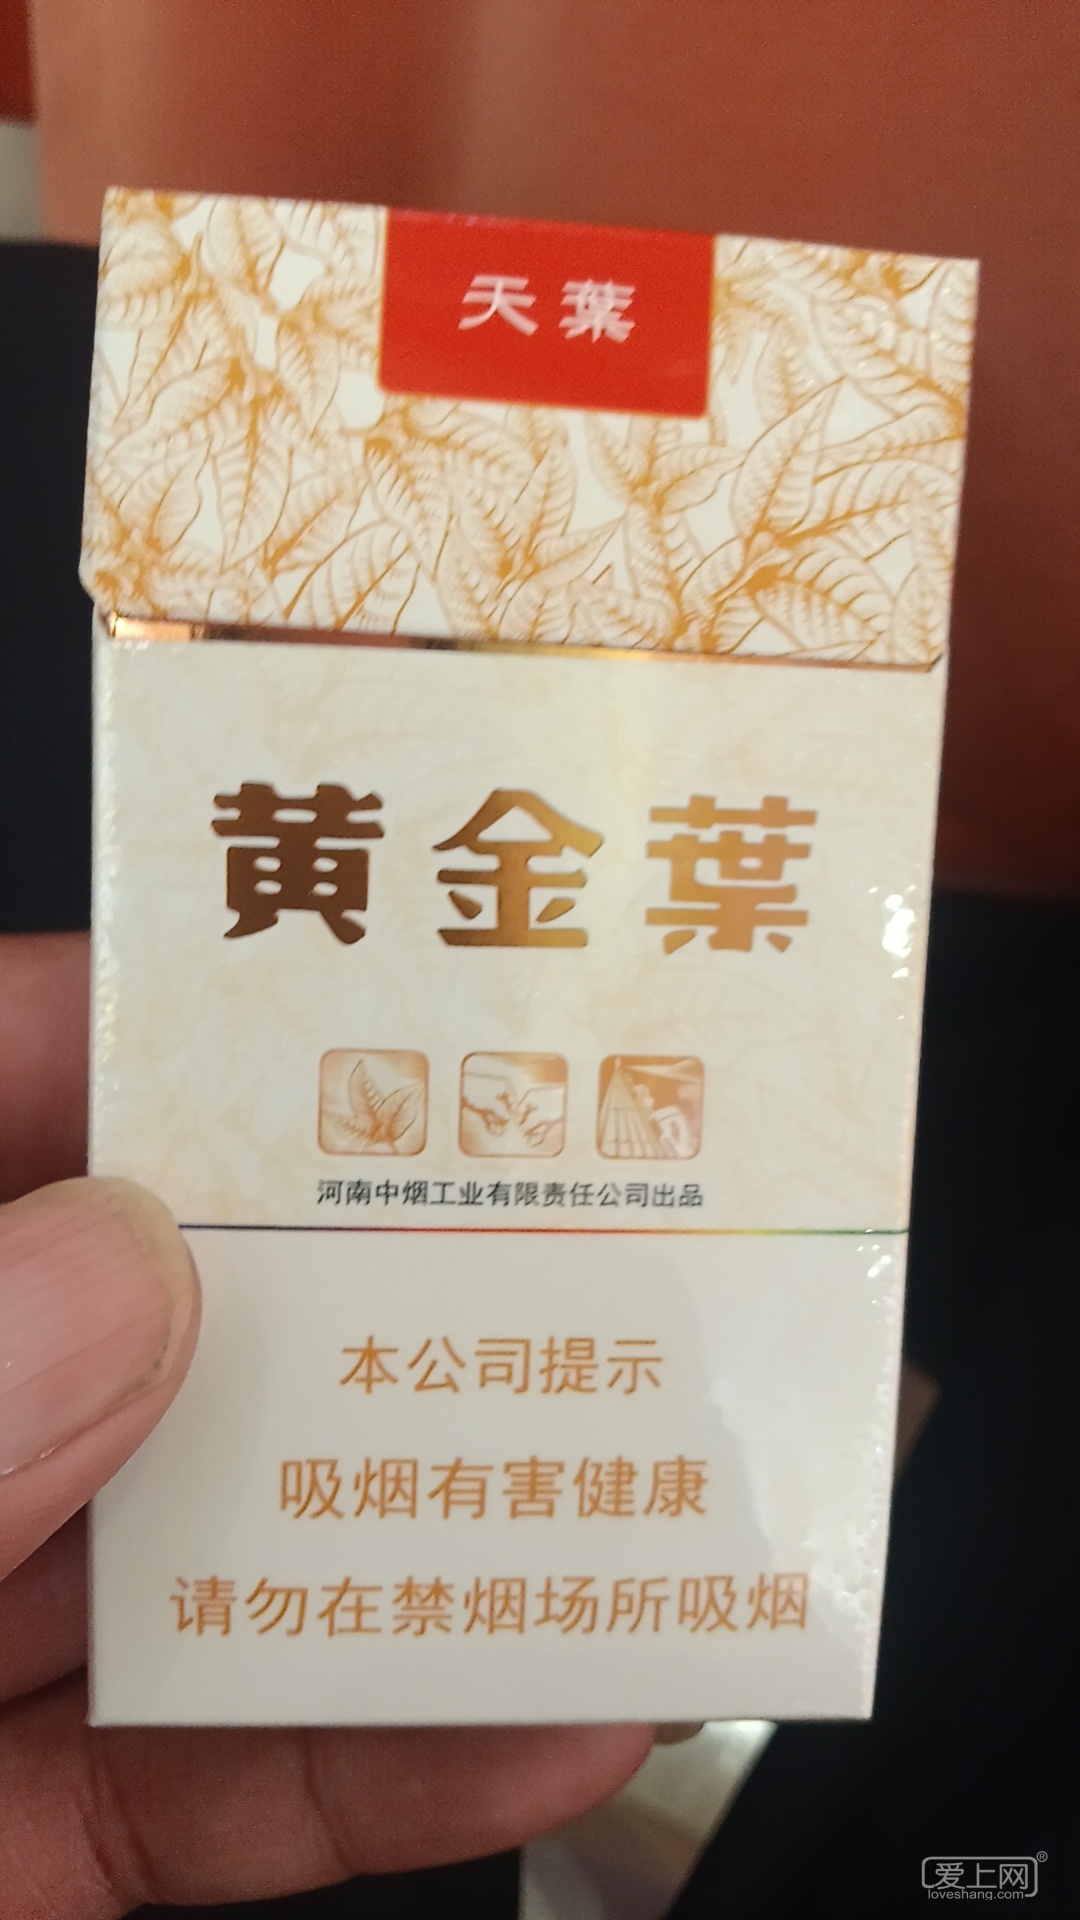 天葉
黄金葉
河南中烟工业有限责任公司出品
本公司提示
吸烟有害健康
请勿在禁烟场所吸烟
爱上网®
loveshang.com